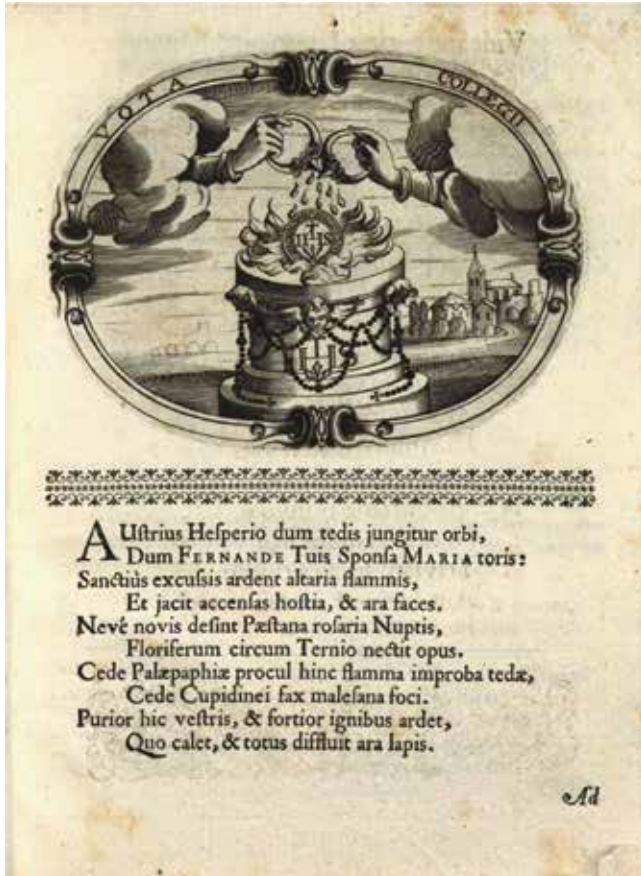 VOTA COLLEGII
IHS
AUſtrius Heſperio dum tedis jungitur orbi,
Dum FERNANDE Tuis Sponſa MARIA toris:
Sanctiùs excuſsis ardent altaria flammis,
Et jacit accenſas hoſtia, & ara faces.
Nevé novis deſint Pæſtana roſaria Nuptis,
Floriferum circum Ternio nectit opus.
Cede Palæpaphiæ procul hinc flamma improba tedæ,
Cede Cupidinei fax maleſana foci.
Purior hic veſtris, & fortior ignibus ardet,
Quo calet, & totus diffluit ara lapis.
Ad